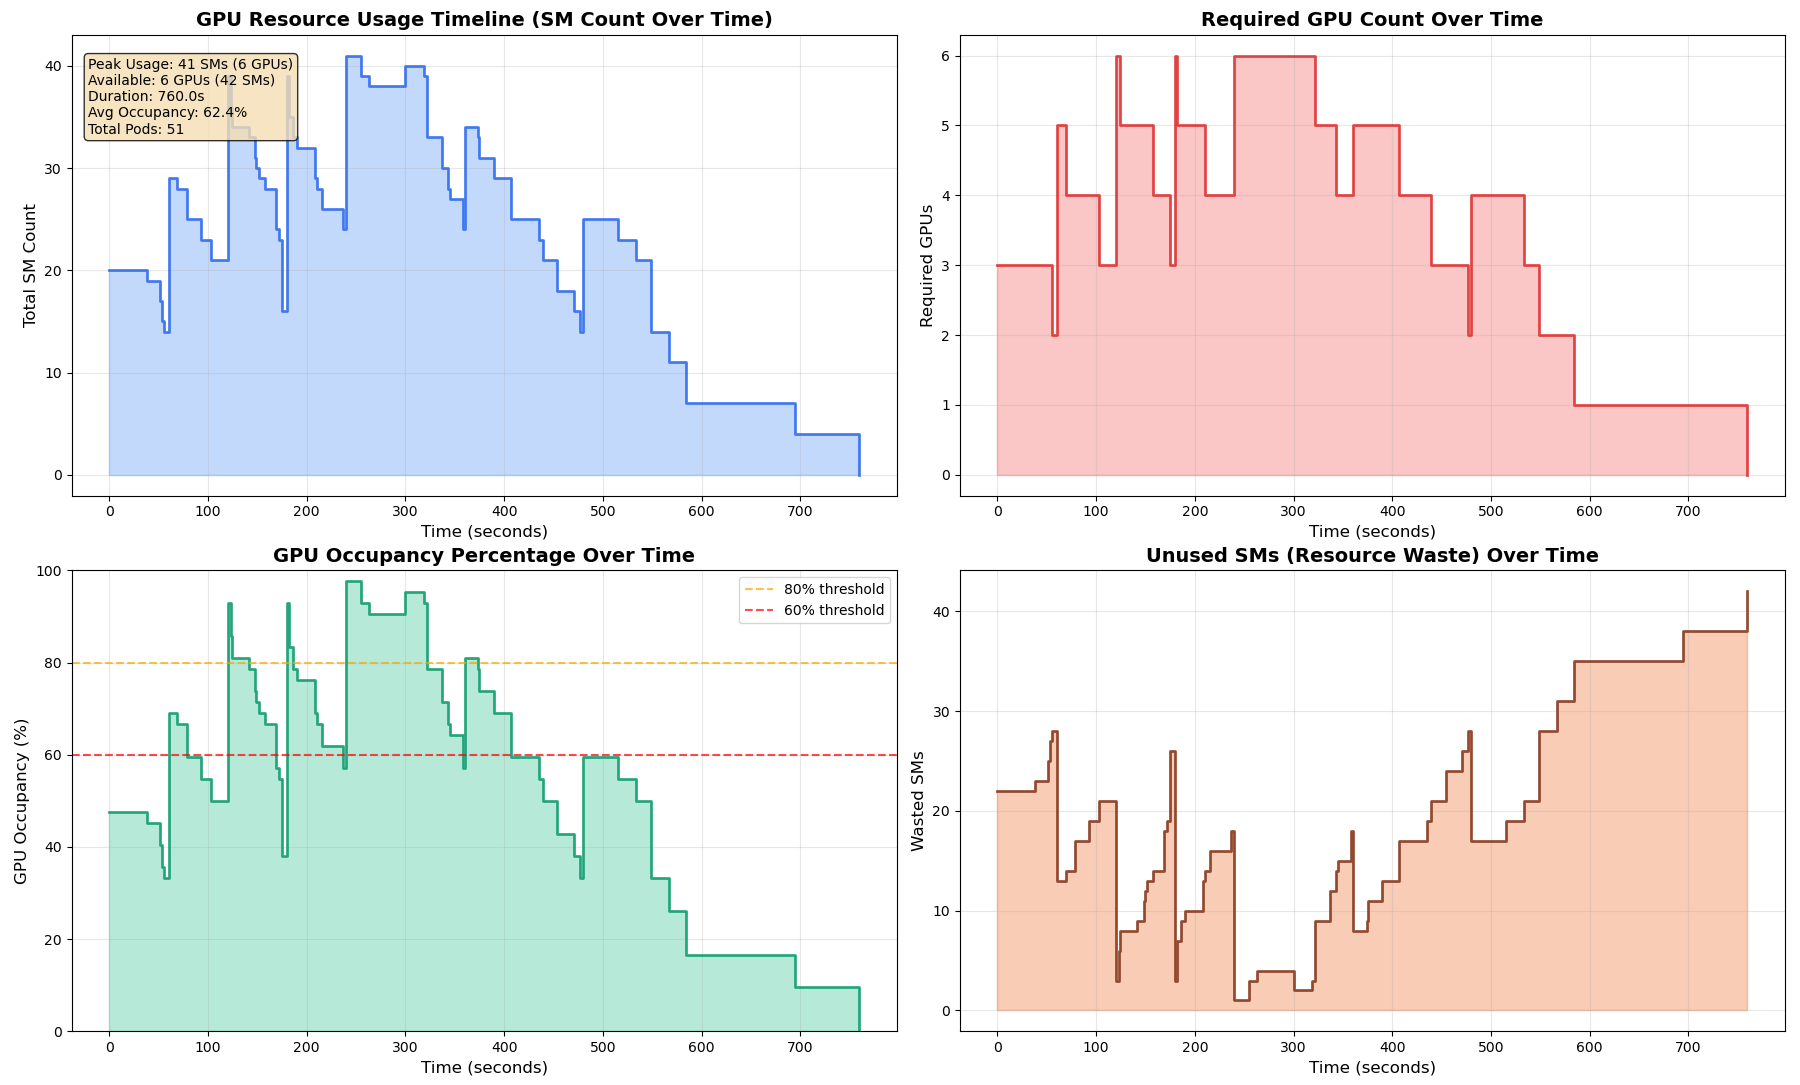 GPU Resource Usage Timeline (SM Count Over Time)
Peak Usage: 41 SMs (6 GPUs)
Available: 6 GPUs (42 SMs)
Duration: 760.0s
Avg Occupancy: 62.4%
Total Pods: 51
Total SM Count
40
30
20
10
0
0 100 200 300 400 500 600 700
Time (seconds)
Required GPU Count Over Time
Required GPUs
6
5
4
3
2
1
0
0 100 200 300 400 500 600 700
Time (seconds)
GPU Occupancy Percentage Over Time
80% threshold
60% threshold
GPU Occupancy (%)
100
80
60
40
20
0
0 100 200 300 400 500 600 700
Time (seconds)
Unused SMs (Resource Waste) Over Time
Wasted SMs
40
30
20
10
0
0 100 200 300 400 500 600 700
Time (seconds)